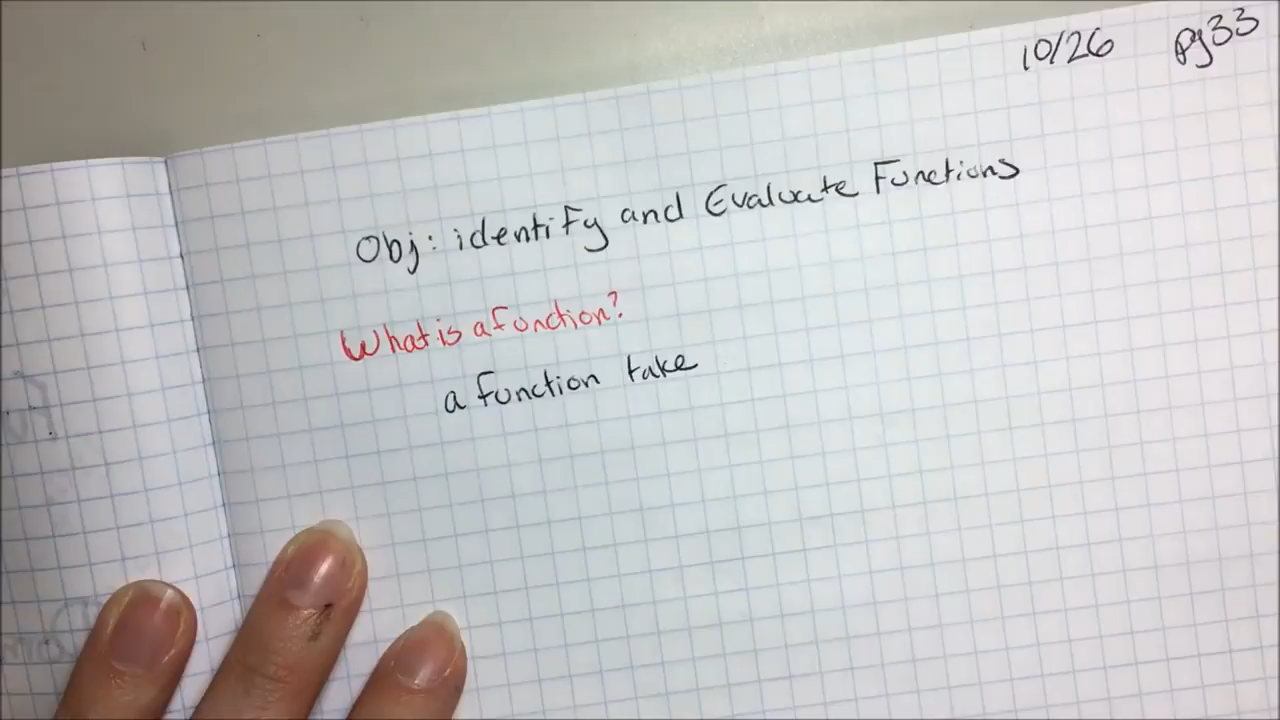 10/26 pg33
Obj: identify and Evaluate Functions
What is a function?
a function take